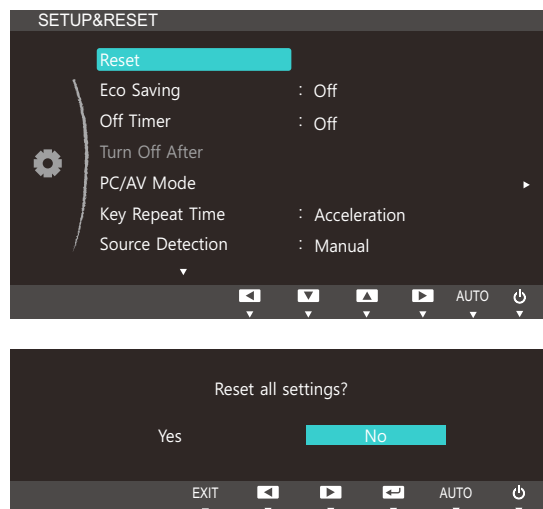 SETUP&RESET
Reset
Eco Saving : Off
Off Timer : Off
Turn Off After
PC/AV Mode
Key Repeat Time : Acceleration
Source Detection : Manual
AUTO
Reset all settings?
Yes No
EXIT AUTO